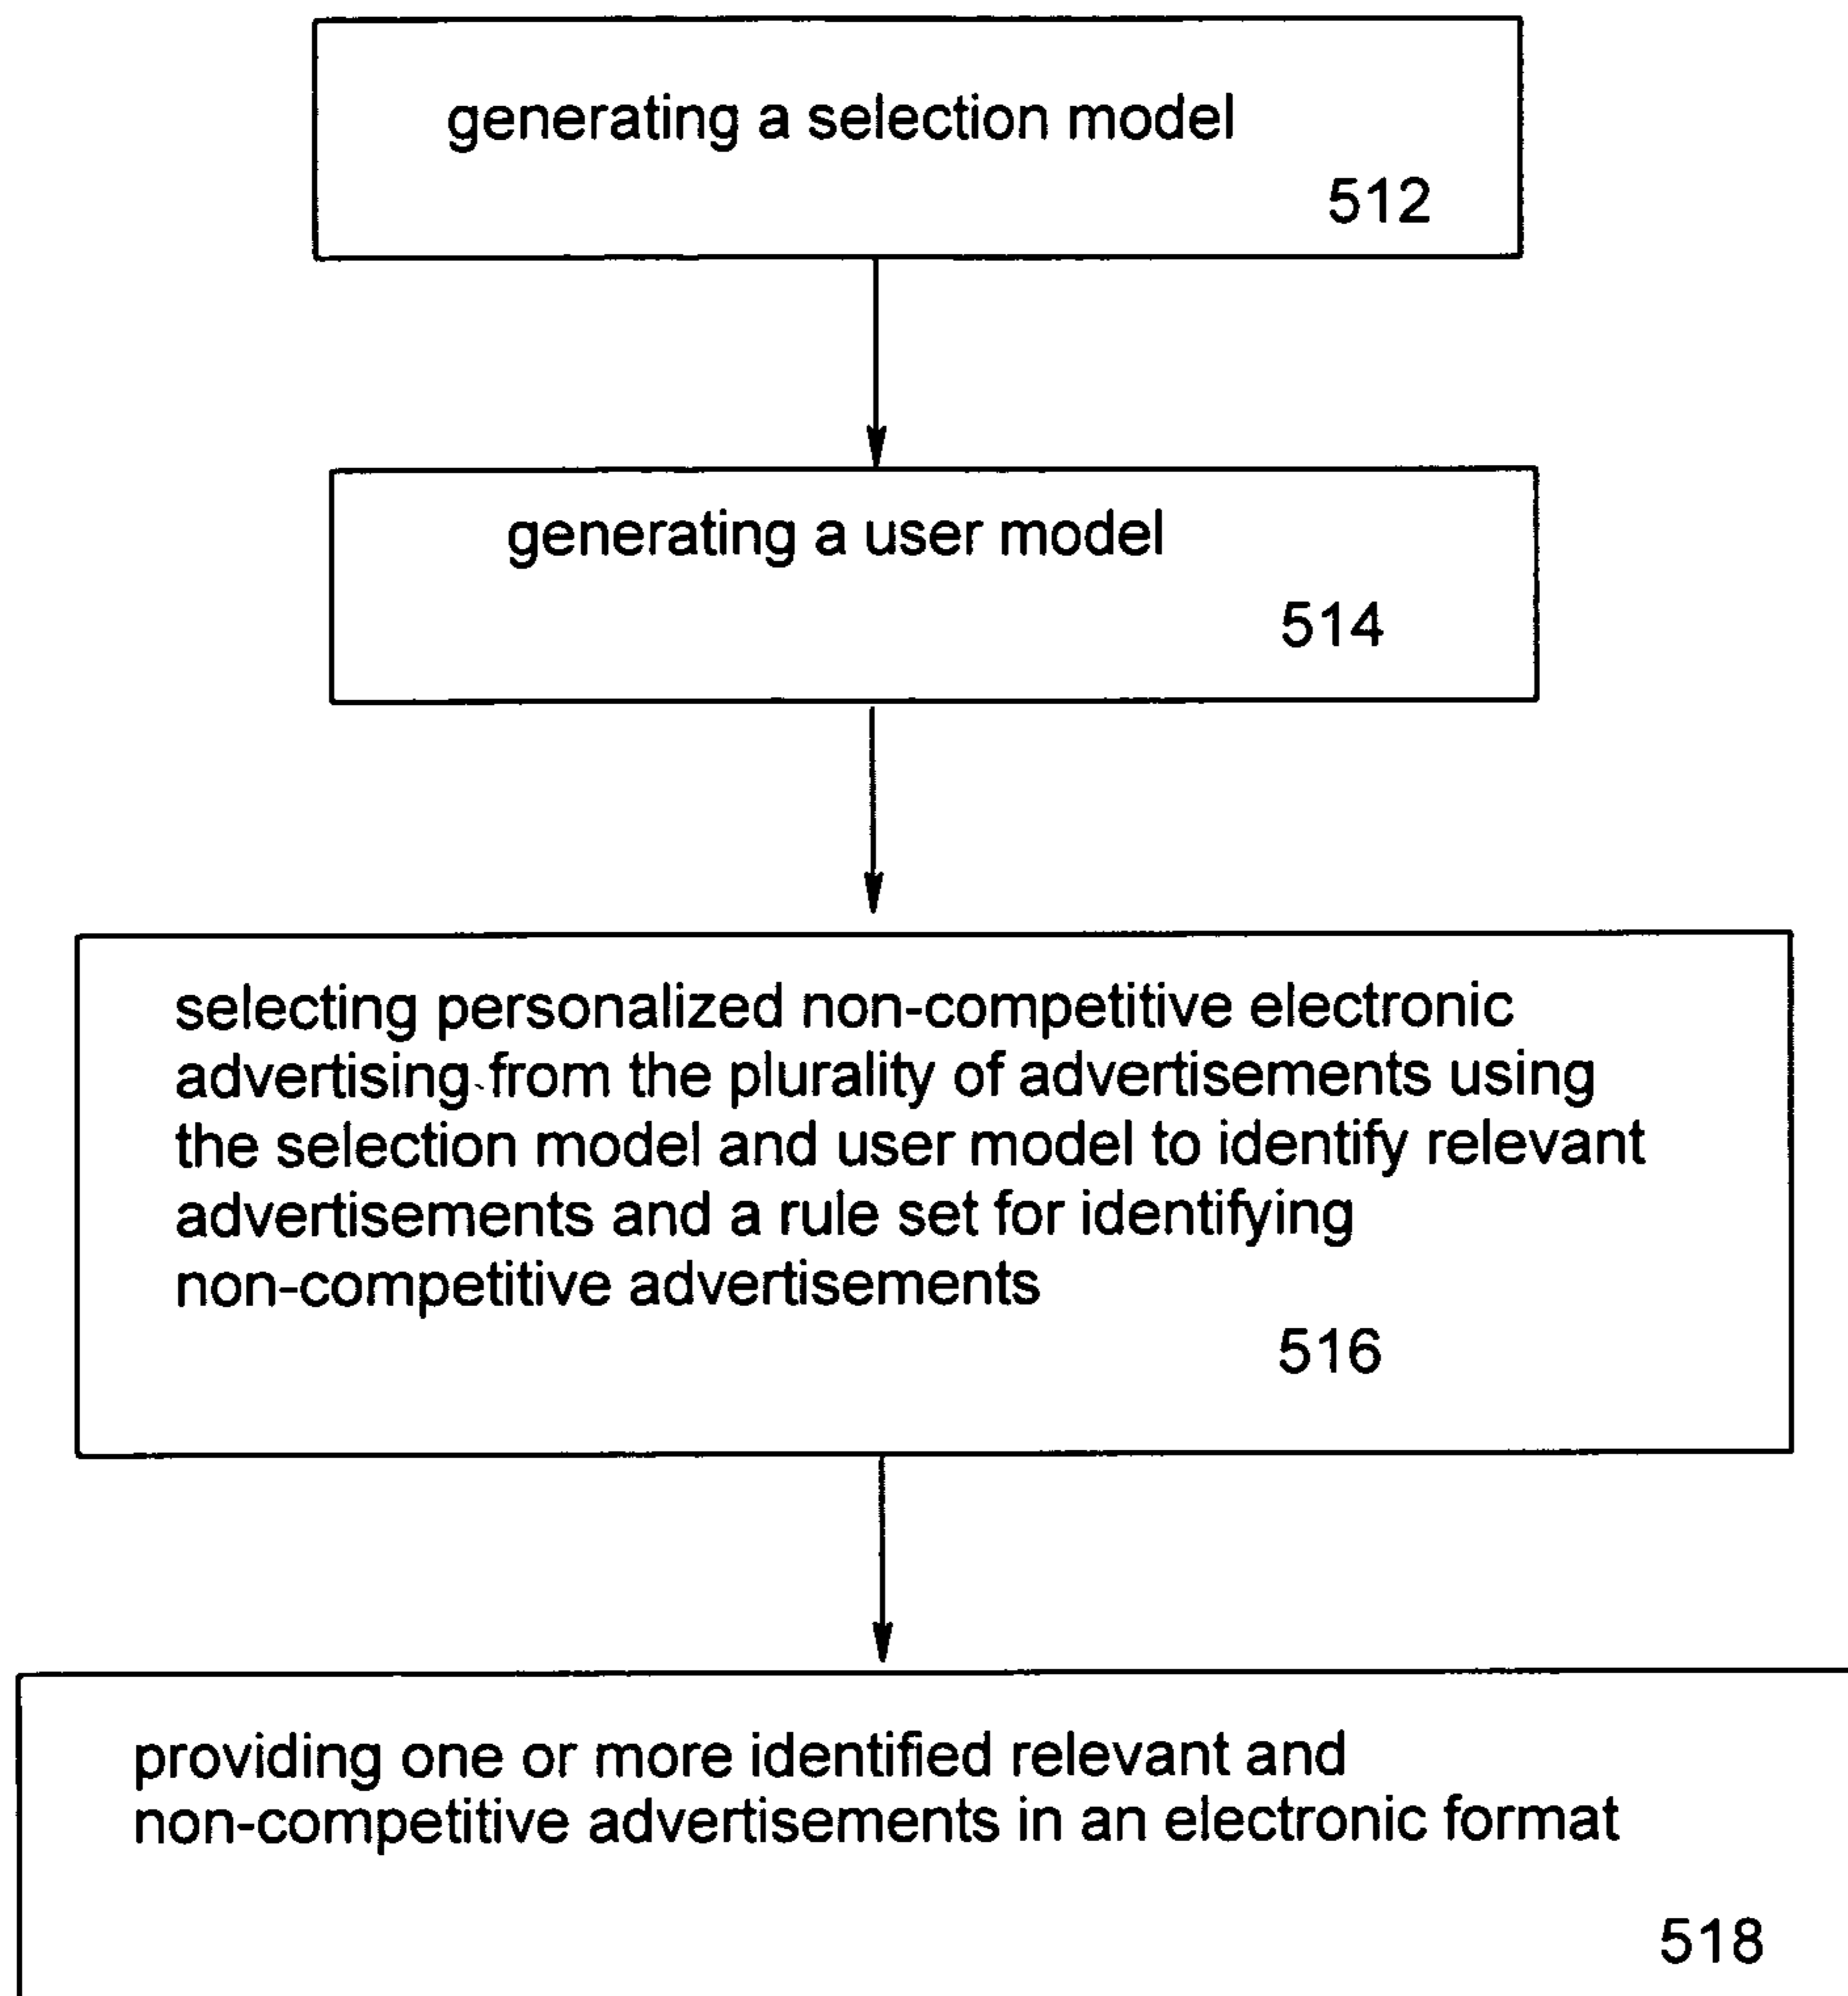 generating a selection model
512
generating a user model
514
selecting personalized non-competitive electronic
advertising from the plurality of advertisements using
the selection model and user model to identify relevant
advertisements and a rule set for identifying
non-competitive advertisements
516
providing one or more identified relevant and
non-competitive advertisements in an electronic format
518